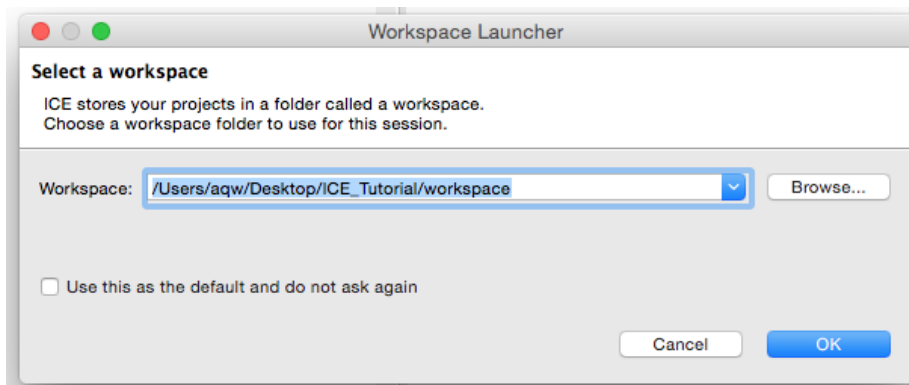 Workspace Launcher
Select a workspace
ICE stores your projects in a folder called a workspace.
Choose a workspace folder to use for this session.
Workspace: /Users/aqw/Desktop/ICE_Tutorial/workspace Browse...
Use this as the default and do not ask again
Cancel OK